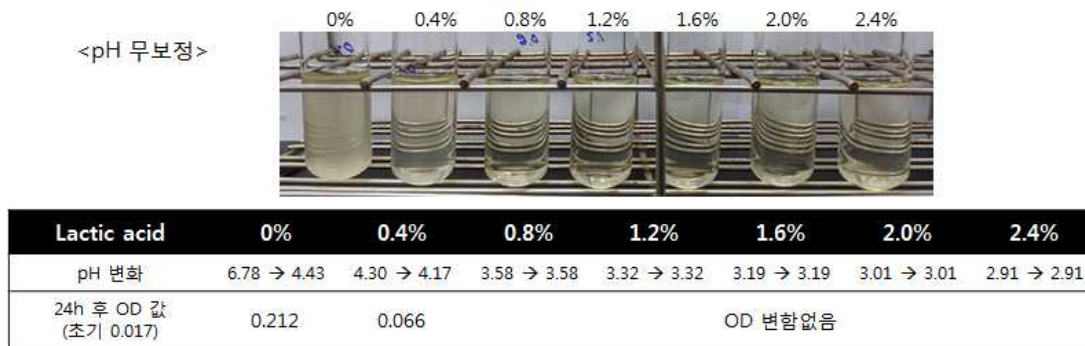 0% 0.4% 0.8% 1.2% 1.6% 2.0% 2.4%
<pH 무보정>
Lactic acid 0% 0.4% 0.8% 1.2% 1.6% 2.0% 2.4%
pH 변화 6.78 → 4.43 4.30 → 4.17 3.58 → 3.58 3.32 → 3.32 3.19 → 3.19 3.01 → 3.01 2.91 → 2.91
24h 후 OD 값
(초기 0.017) 0.212 0.066 OD 변함없음